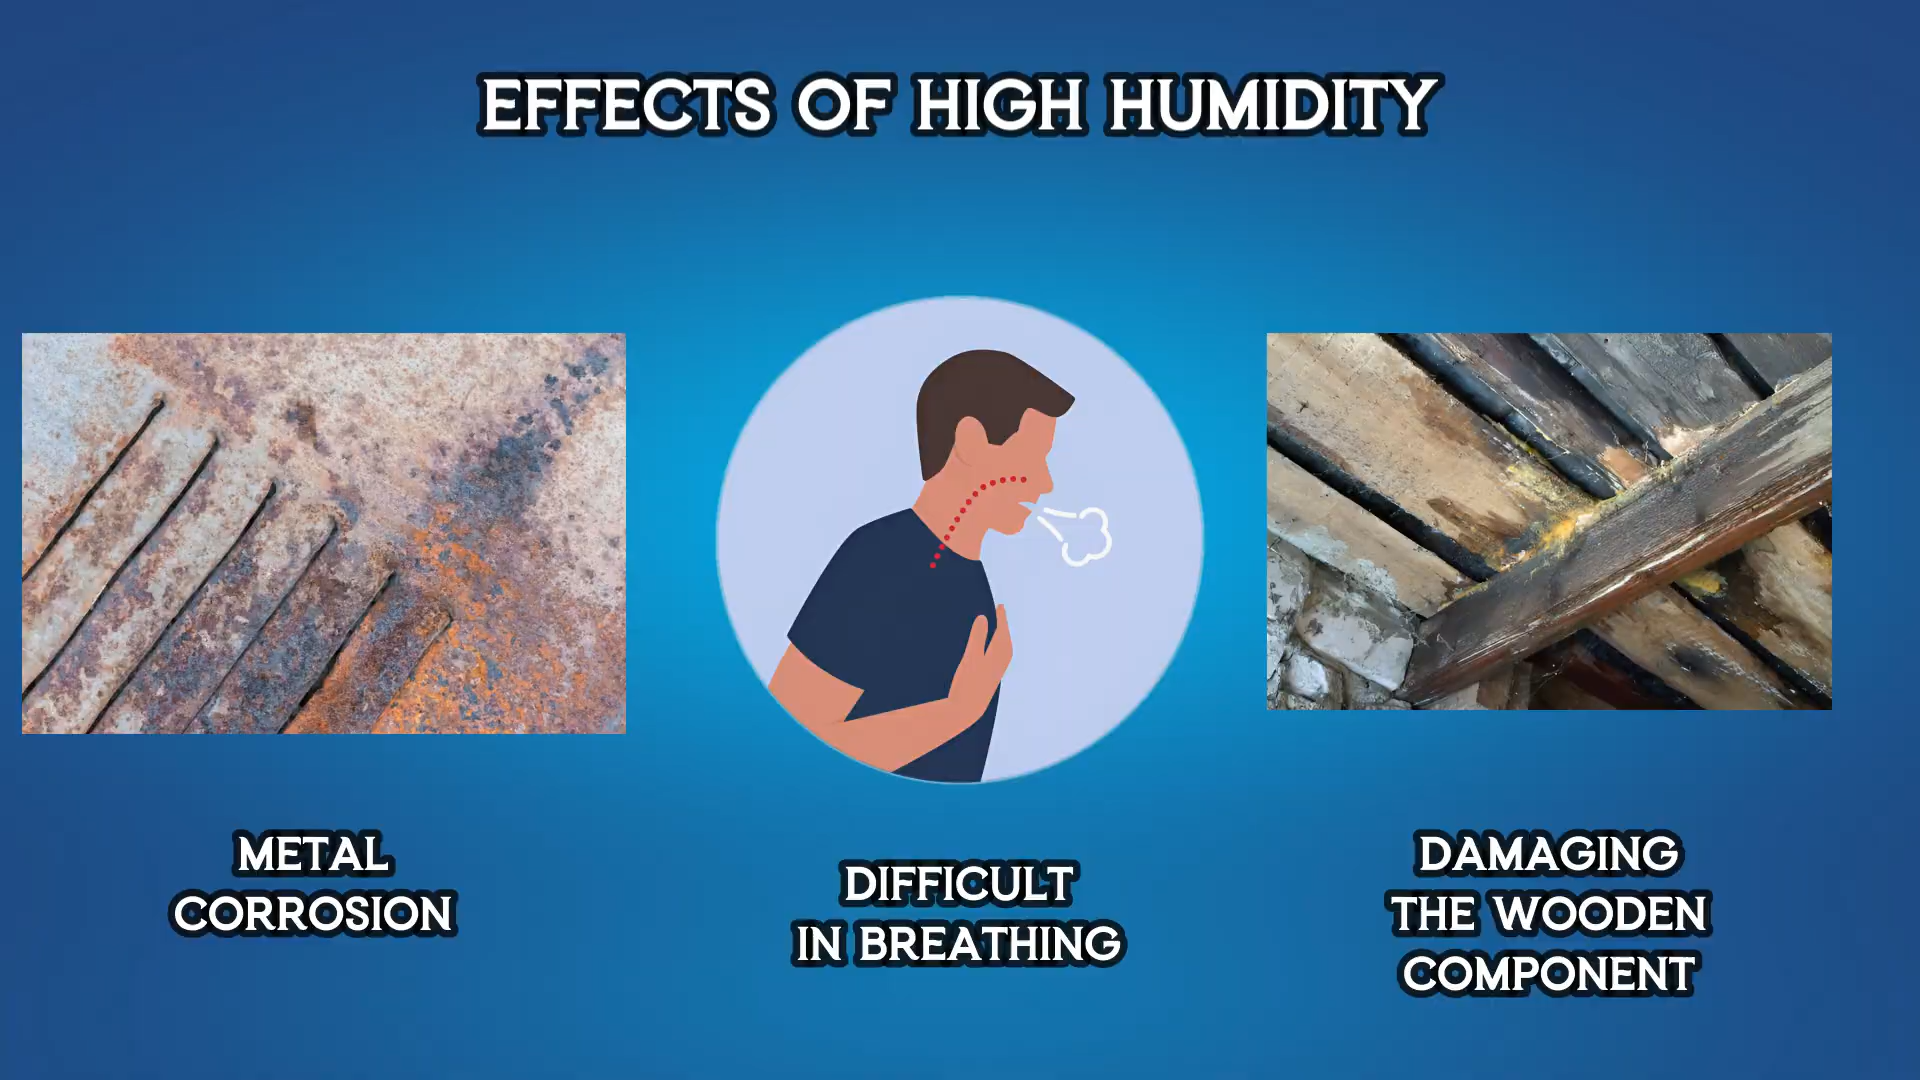 EFFECTS OF HIGH HUMIDITY
METAL
CORROSION
DIFFICULT
IN BREATHING
DAMAGING
THE WOODEN
COMPONENT